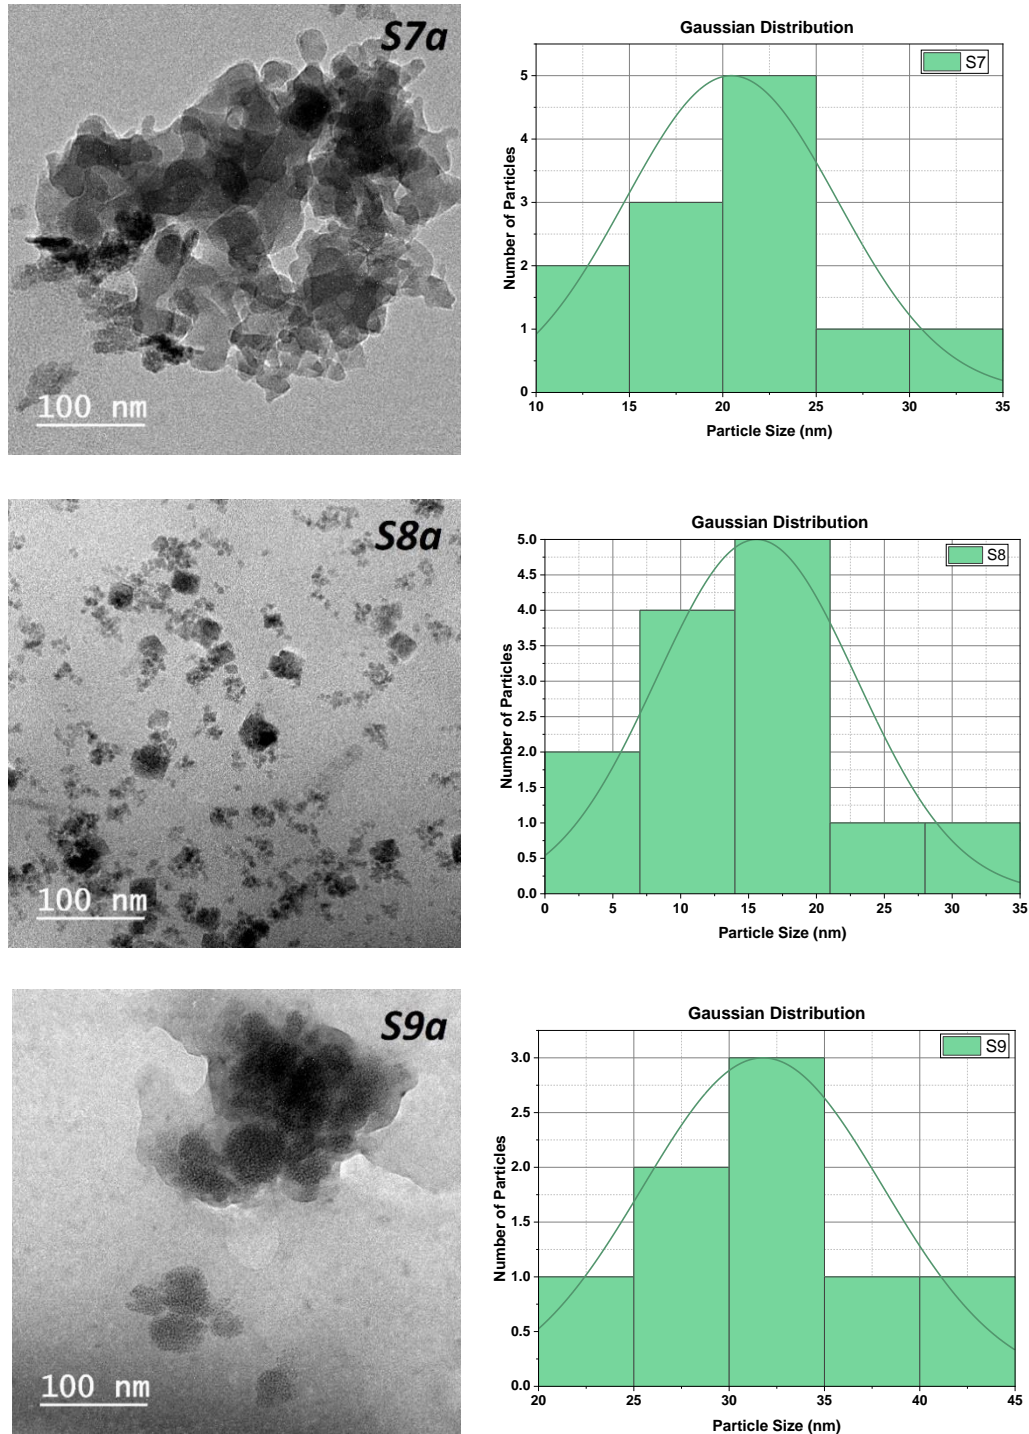 S7a
100 nm
Gaussian Distribution
S7
Number of Particles
5
4
3
2
1
0
10 15 20 25 30 35
Particle Size (nm)
S8a
100 nm
Gaussian Distribution
S8
Number of Particles
5.0
4.5
4.0
3.5
3.0
2.5
2.0
1.5
1.0
0.5
0.0
0 5 10 15 20 25 30 35
Particle Size (nm)
S9a
100 nm
Gaussian Distribution
S9
Number of Particles
3.0
2.5
2.0
1.5
1.0
0.5
0.0
20 25 30 35 40 45
Particle Size (nm)